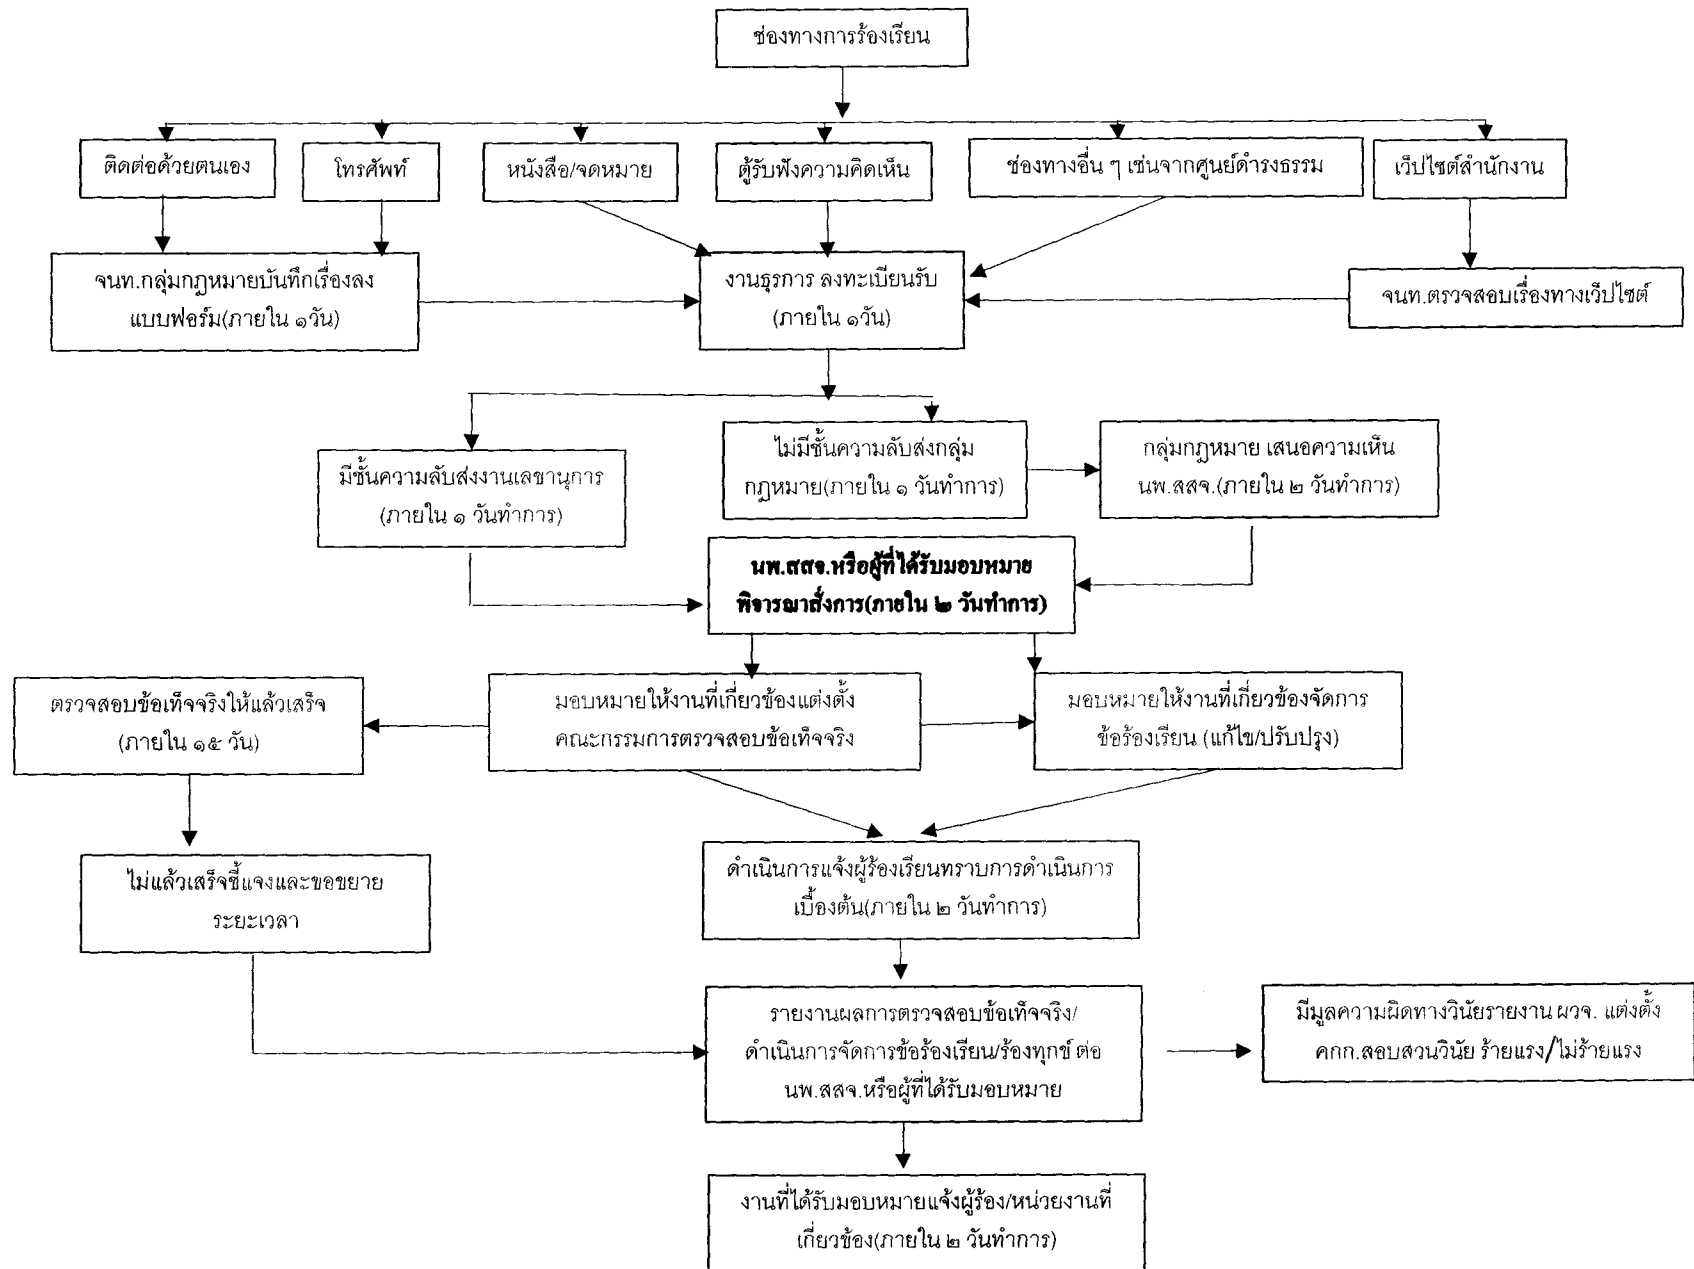 ช่องทางการร้องเรียน
ติดต่อด้วยตนเอง
โทรศัพท์
หนังสือ/จดหมาย
ตู้รับฟังความคิดเห็น
ช่องทางอื่น ๆ เช่นจากศูนย์ดำรงธรรม
เว็ปไซต์สำนักงาน
จนท.กลุ่มกฎหมายบันทึกเรื่องลง
แบบฟอร์ม(ภายใน ๑วัน)
งานธุรการ ลงทะเบียนรับ
(ภายใน ๑วัน)
จนท.ตรวจสอบเรื่องทางเว็ปไซต์
มีชั้นความลับส่งงานเลขานุการ
(ภายใน ๑ วันทำการ)
ไม่มีชั้นความลับส่งกลุ่ม
กฎหมาย(ภายใน ๑ วันทำการ)
กลุ่มกฎหมาย เสนอความเห็น
นพ.สสจ.(ภายใน ๒ วันทำการ)
นพ.สสจ.หรือผู้ที่ได้รับมอบหมาย
พิจารณาสั่งการ(ภายใน ๒ วันทำการ)
ตรวจสอบข้อเท็จจริงให้แล้วเสร็จ
(ภายใน ๑๕ วัน)
มอบหมายให้งานที่เกี่ยวข้องแต่งตั้ง
คณะกรรมการตรวจสอบข้อเท็จจริง
มอบหมายให้งานที่เกี่ยวข้องจัดการ
ข้อร้องเรียน (แก้ไข/ปรับปรุง)
ไม่แล้วเสร็จชี้แจงและขอขยาย
ระยะเวลา
ดำเนินการแจ้งผู้ร้องเรียนทราบการดำเนินการ
เบื้องต้น(ภายใน ๒ วันทำการ)
รายงานผลการตรวจสอบข้อเท็จจริง/
ดำเนินการจัดการข้อร้องเรียน/ร้องทุกข์ ต่อ
นพ.สสจ.หรือผู้ที่ได้รับมอบหมาย
มีมูลความผิดทางวินัยรายงาน ผวจ. แต่งตั้ง
คกก.สอบสวนวินัย ร้ายแรง/ไม่ร้ายแรง
งานที่ได้รับมอบหมายแจ้งผู้ร้อง/หน่วยงานที่
เกี่ยวข้อง(ภายใน ๒ วันทำการ)